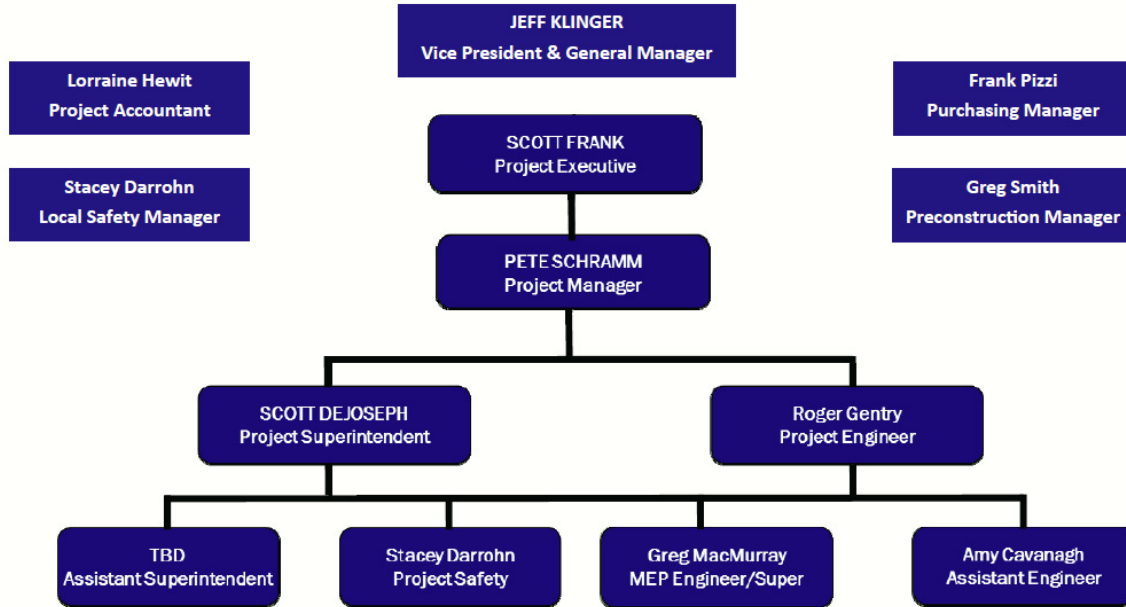 JEFF KLINGER
Vice President & General Manager
Lorraine Hewit
Project Accountant
Frank Pizzi
Purchasing Manager
SCOTT FRANK
Project Executive
Stacey Darrohn
Local Safety Manager
Greg Smith
Preconstruction Manager
PETE SCHRAMM
Project Manager
SCOTT DEJOSEPH
Project Superintendent
Roger Gentry
Project Engineer
TBD
Assistant Superintendent
Stacey Darrohn
Project Safety
Greg MacMurray
MEP Engineer/Super
Amy Cavanagh
Assistant Engineer